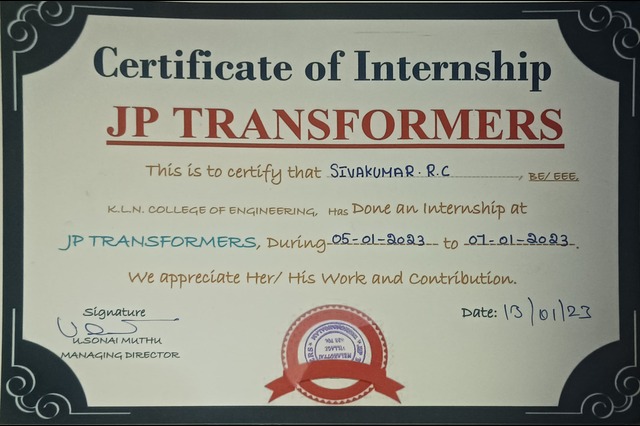 Certificate of Internship
JP TRANSFORMERS
This is to certify that SIVAKUMAR.R.C, BE/ EEE,
K.L.N. COLLEGE OF ENGINEERING, Has Done an Internship at
JP TRANSFORMERS, During 05-01-2023 to 07-01-2023.
We appreciate Her/ His Work and Contribution.
Signature
U.SONAI MUTHU
MANAGING DIRECTOR
Date: 13/01/23